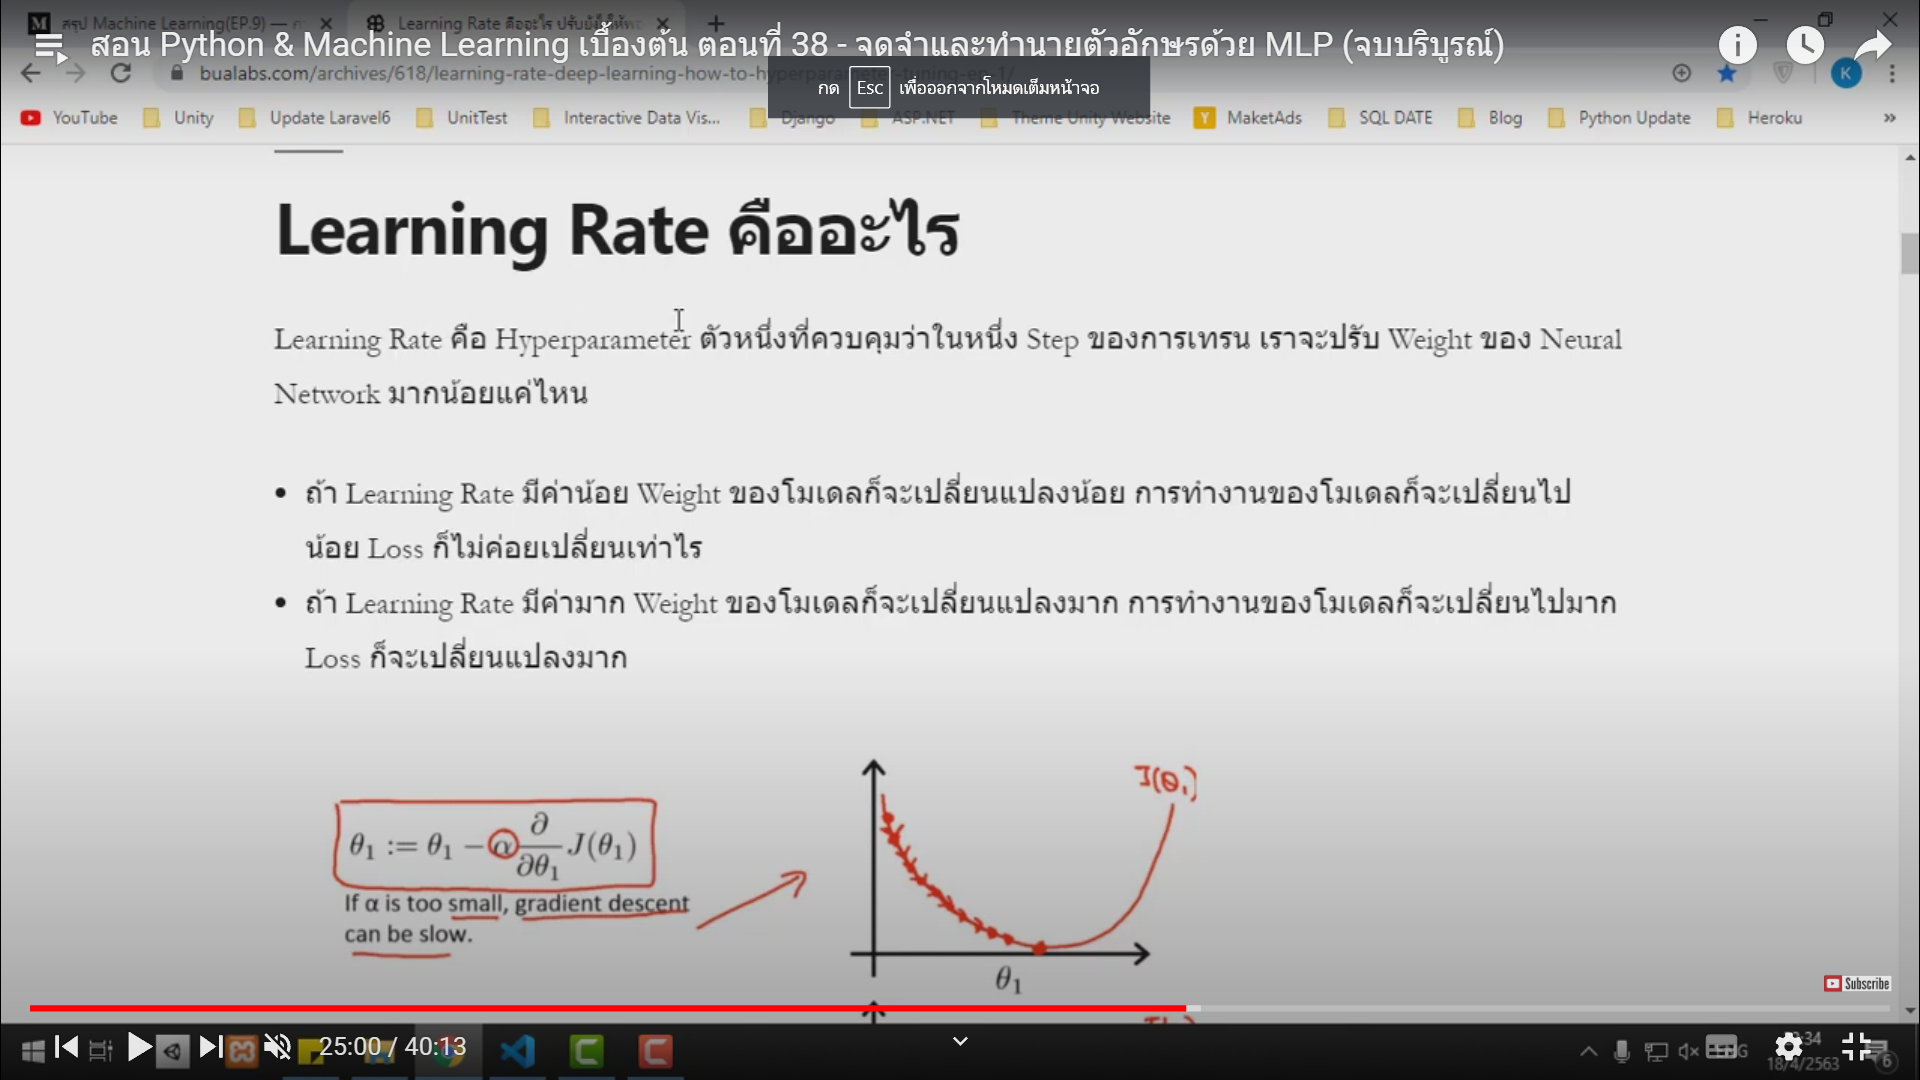 สรุป Machine Learning(EP.9) —
Learning Rate คืออะไร ปรับยังไงให้พอ
สอน Python & Machine Learning เบื้องต้น ตอนที่ 38 - จดจำและทำนายตัวอักษรด้วย MLP (จบบริบูรณ์)
bualabs.com/archives/618/learning-rate-deep-learning-how-to-hyperparameter-tuning-ep-1/
K
กด Esc เพื่อออกจากโหมดเต็มหน้าจอ
YouTube Unity Update Laravel6 UnitTest Interactive Data Vis... Django ASP.NET Theme Unity Website MaketAds SQL DATE Blog Python Update Heroku »
Learning Rate คืออะไร
Learning Rate คือ Hyperparameter ตัวหนึ่งที่ควบคุมว่าในหนึ่ง Step ของการเทรน เราจะปรับ Weight ของ Neural
Network มากน้อยแค่ไหน
• ถ้า Learning Rate มีค่าน้อย Weight ของโมเดลก็จะเปลี่ยนแปลงน้อย การทำงานของโมเดลก็จะเปลี่ยนไป
น้อย Loss ก็ไม่ค่อยเปลี่ยนเท่าไร
• ถ้า Learning Rate มีค่ามาก Weight ของโมเดลก็จะเปลี่ยนแปลงมาก การทำงานของโมเดลก็จะเปลี่ยนไปมาก
Loss ก็จะเปลี่ยนแปลงมาก
J(θ₁)
θ₁ := θ₁ − α ∂/∂θ₁ J(θ₁)
If α is too small, gradient descent
can be slow.
θ₁
Subscribe
25:00 / 40:13
18/4/2563
6